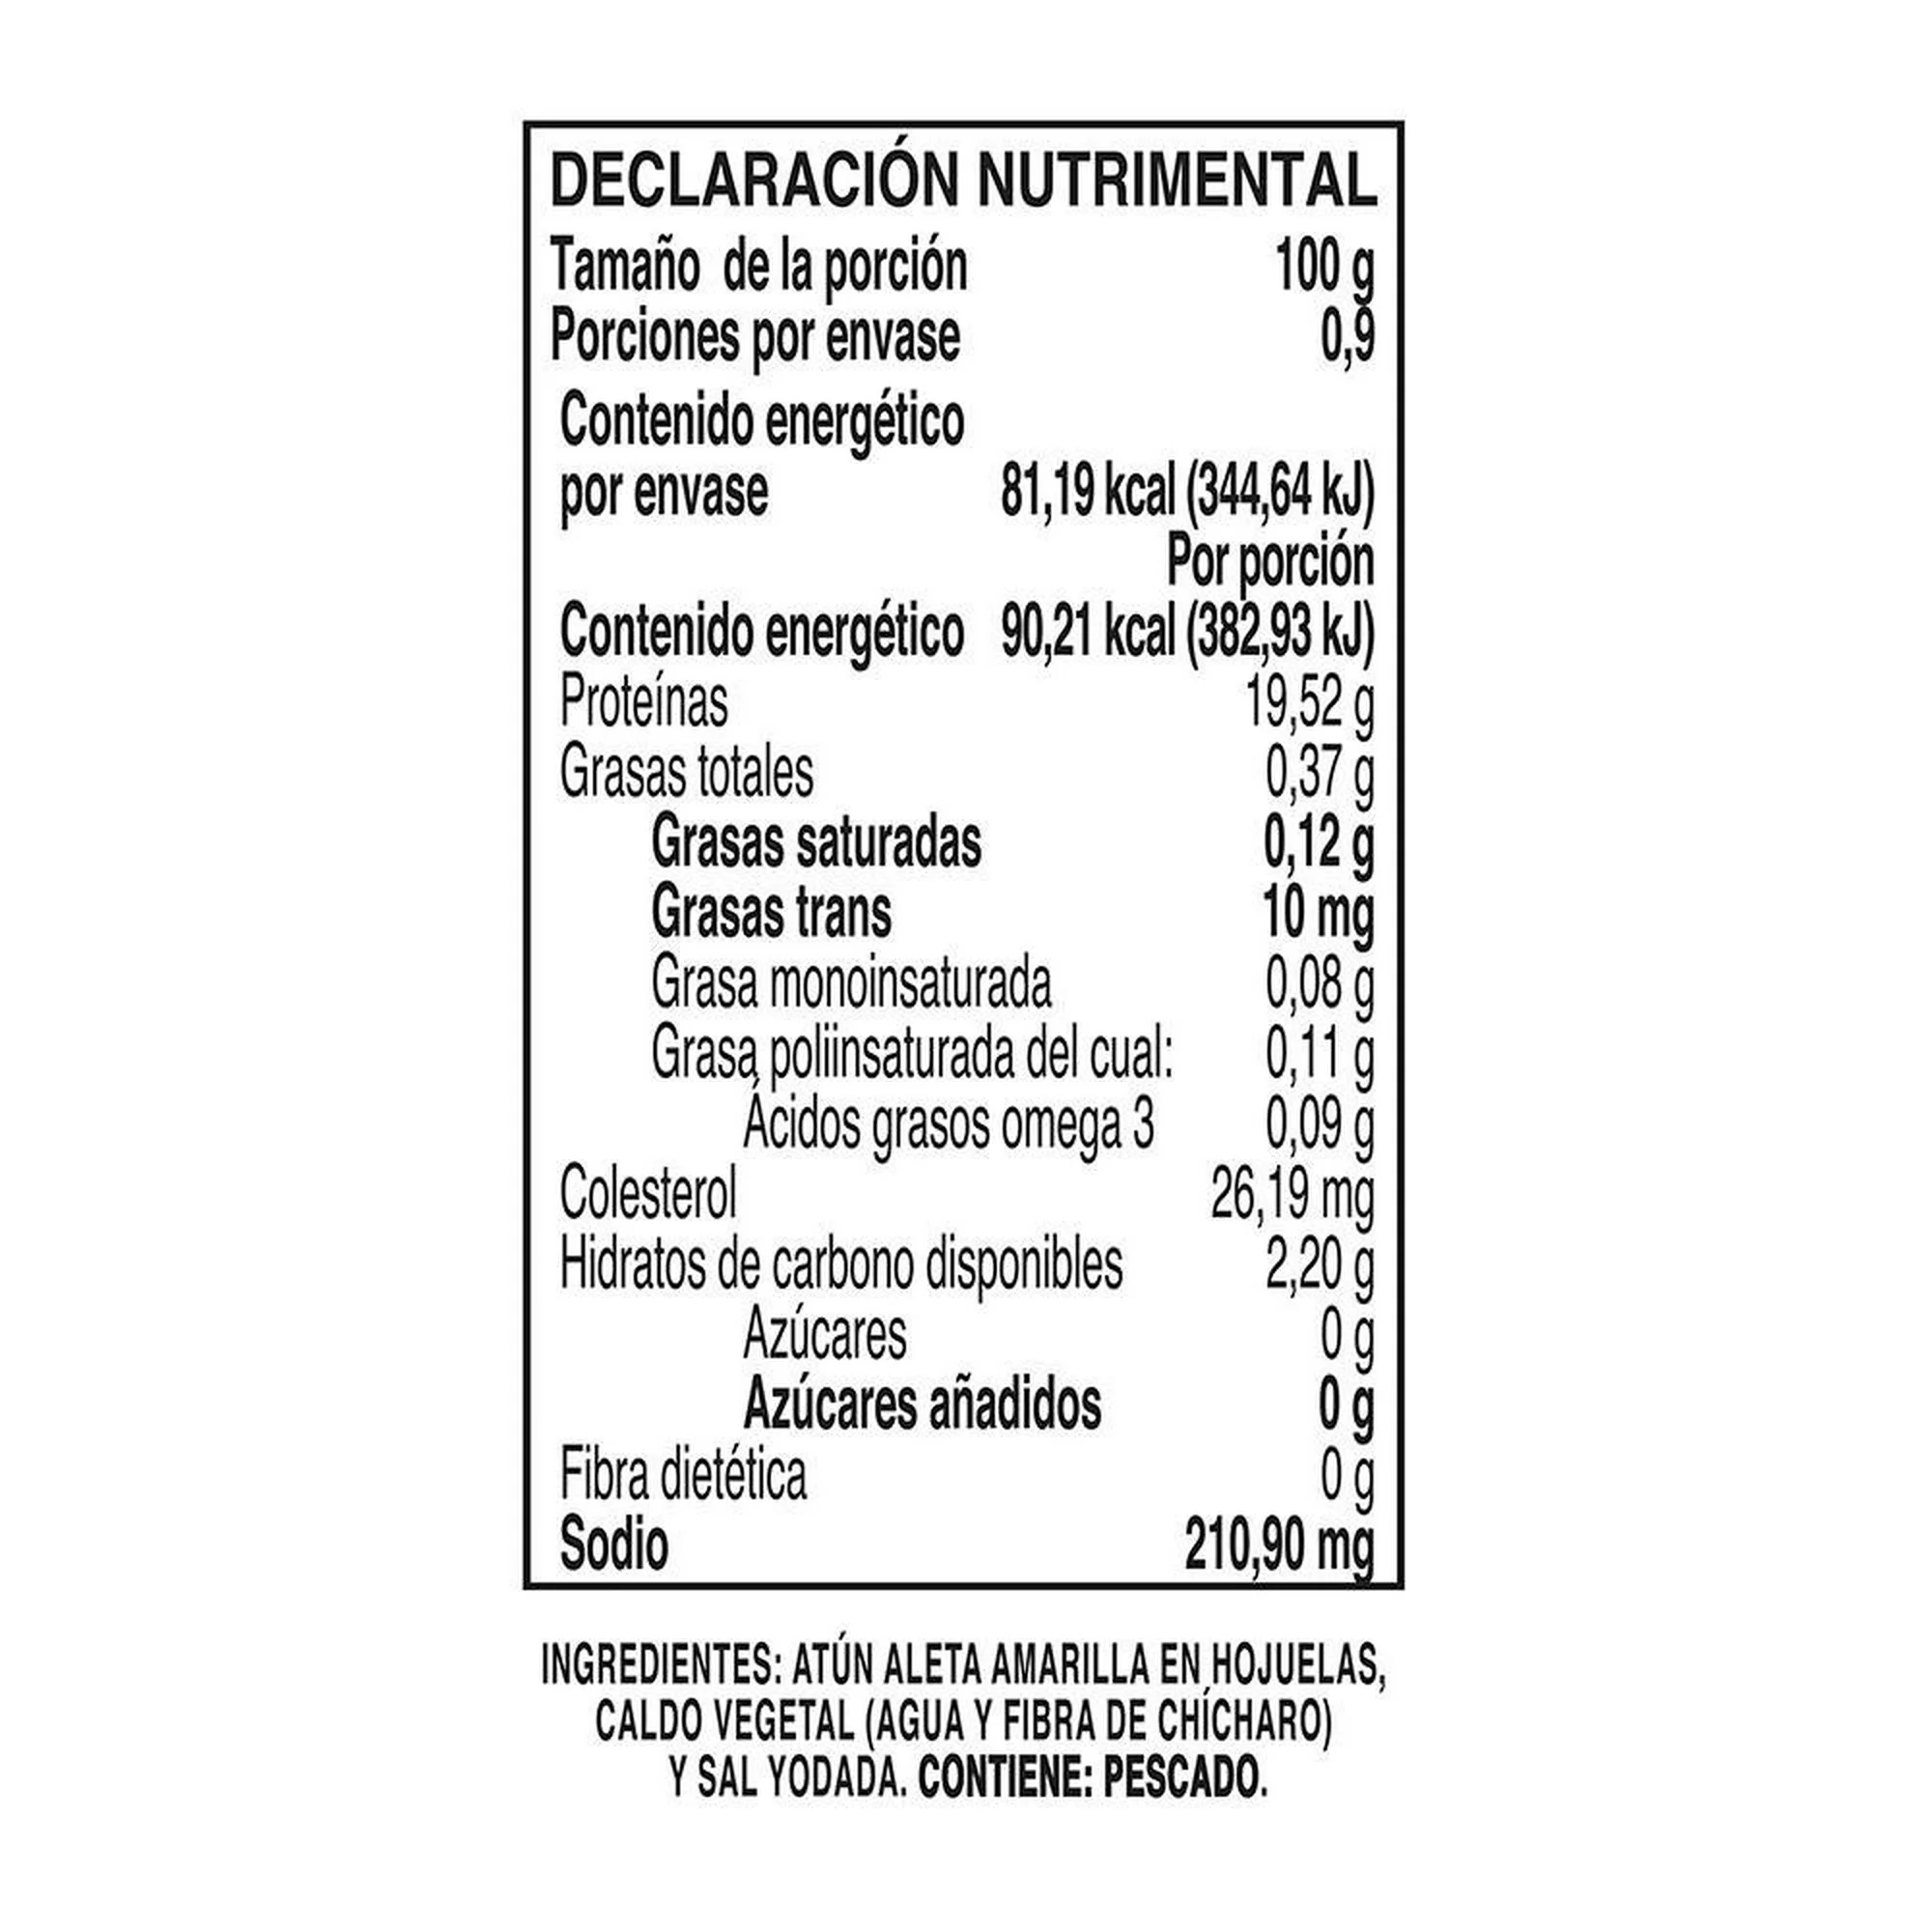 DECLARACIÓN NUTRIMENTAL
Tamaño de la porción 100 g
Porciones por envase 0,9
Contenido energético
por envase 81,19 kcal (344,64 kJ)
Por porción
Contenido energético 90,21 kcal (382,93 kJ)
Proteínas 19,52 g
Grasas totales 0,37 g
Grasas saturadas 0,12 g
Grasas trans 10 mg
Grasa monoinsaturada 0,08 g
Grasa poliinsaturada del cual: 0,11 g
Ácidos grasos omega 3 0,09 g
Colesterol 26,19 mg
Hidratos de carbono disponibles 2,20 g
Azúcares 0 g
Azúcares añadidos 0 g
Fibra dietética 0 g
Sodio 210,90 mg
INGREDIENTES: ATÚN ALETA AMARILLA EN HOJUELAS,
CALDO VEGETAL (AGUA Y FIBRA DE CHÍCHARO)
Y SAL YODADA. CONTIENE: PESCADO.